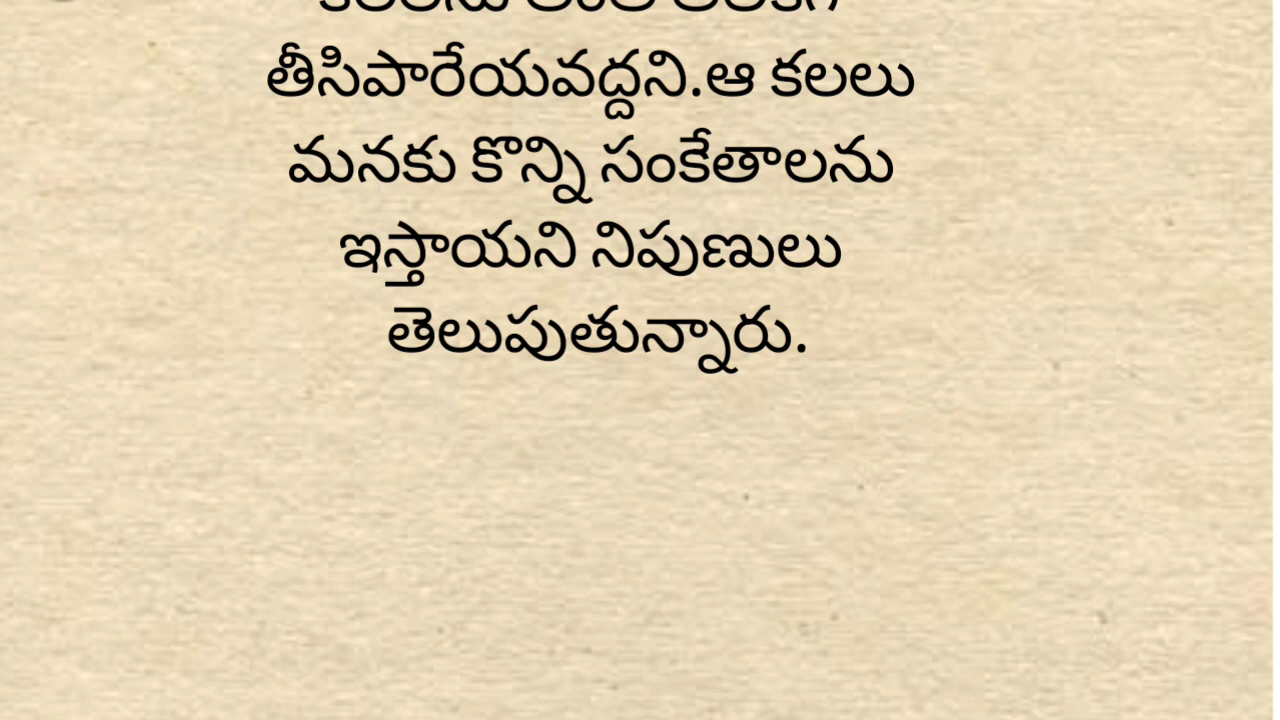 తీసిపారేయవద్దని.ఆ కలలు
మనకు కొన్ని సంకేతాలను
ఇస్తాయని నిపుణులు
తెలుపుతున్నారు.